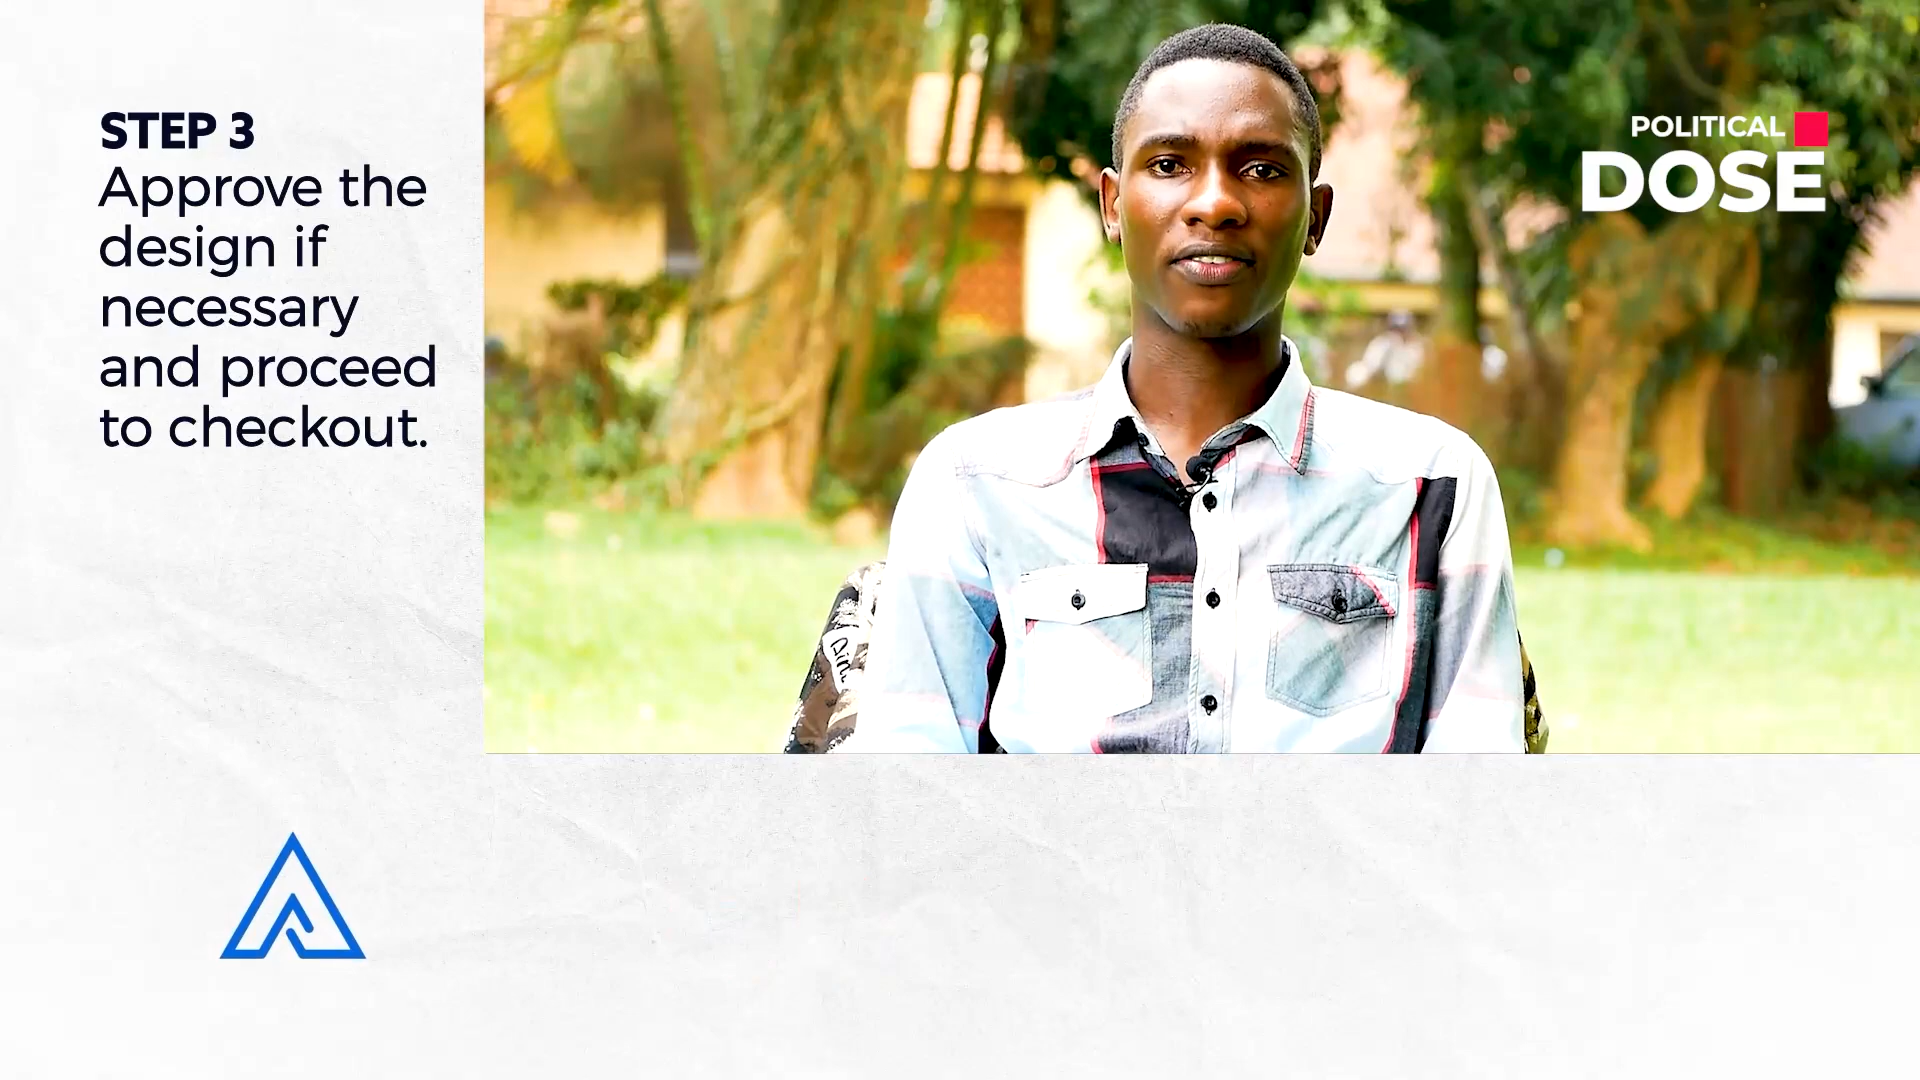 STEP 3
Approve the
design if
necessary
and proceed
to checkout.
POLITICAL
DOSE